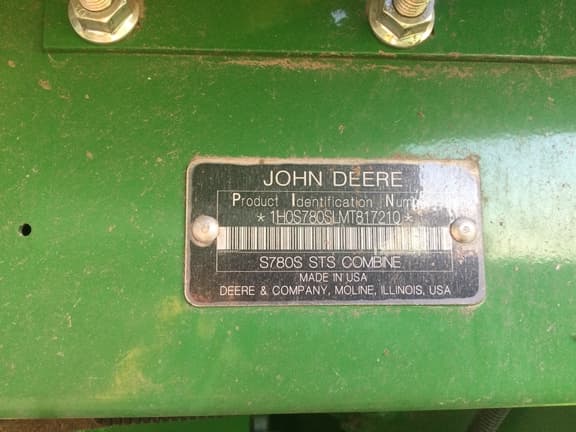 JOHN DEERE
Product Identification Number
*1H0S780SLMT817210*
S780S STS COMBINE
MADE IN USA
DEERE & COMPANY, MOLINE, ILLINOIS, USA